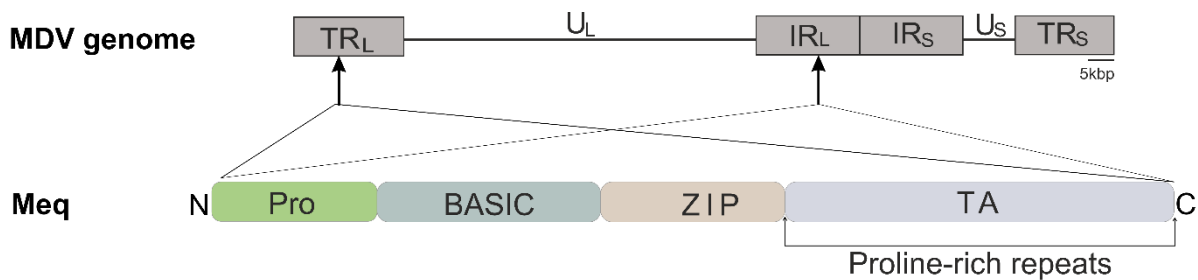 MDV genome TRL UL IRL IRS US TRS
5kbp
Meq N Pro BASIC ZIP TA C
Proline-rich repeats